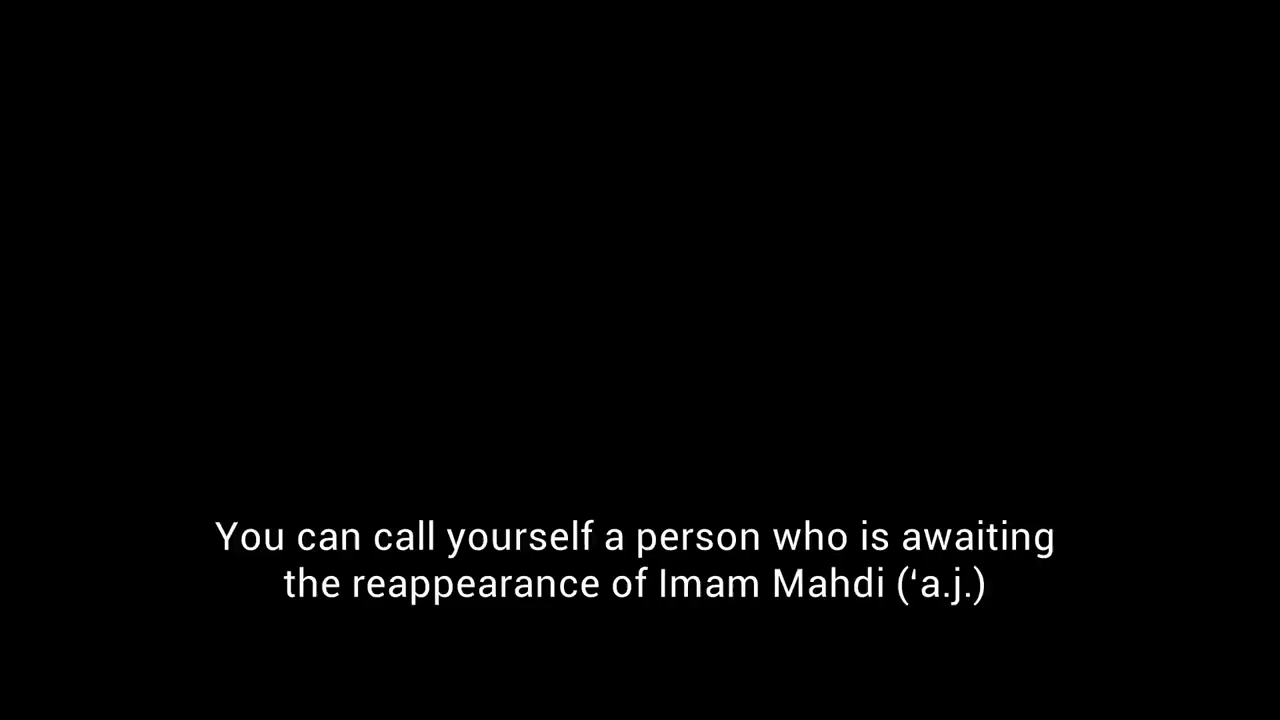 You can call yourself a person who is awaiting
the reappearance of Imam Mahdi (‘a.j.)